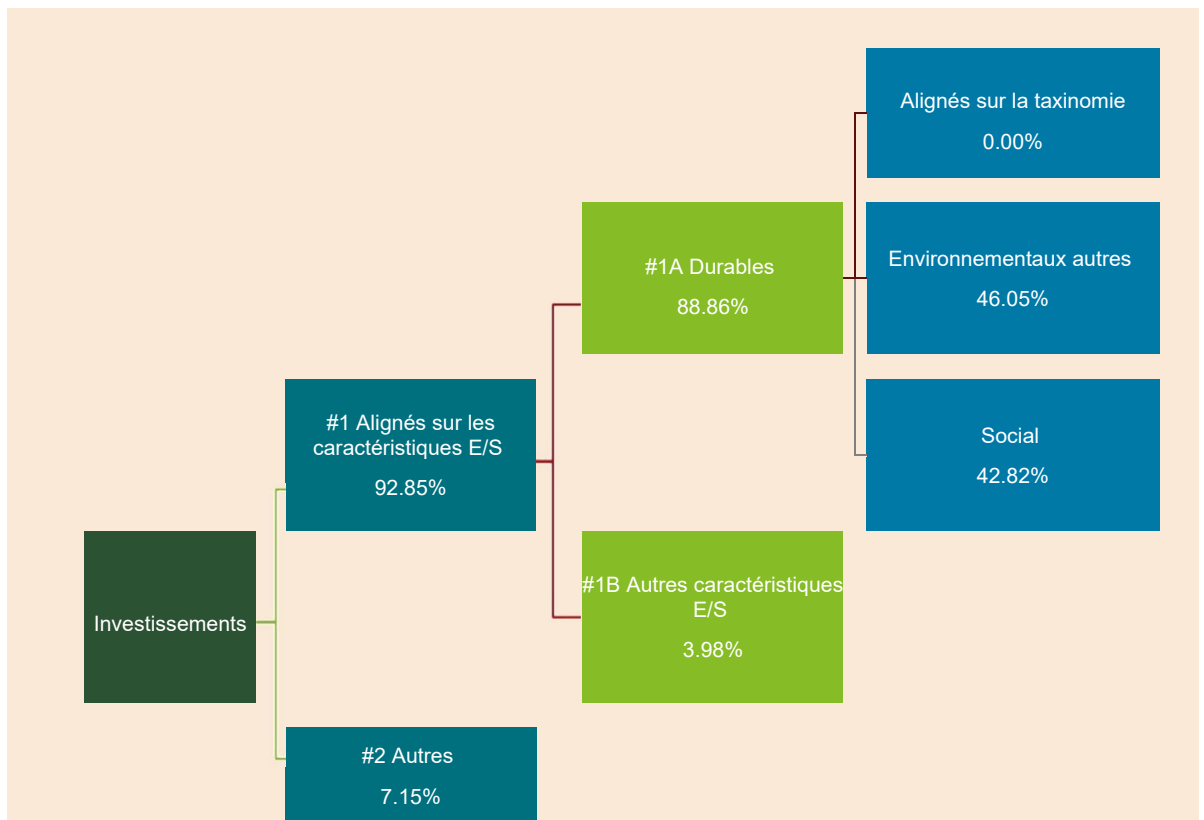 Investissements
#1 Alignés sur les
caractéristiques E/S
92.85%
#2 Autres
7.15%
#1A Durables
88.86%
#1B Autres caractéristiques
E/S
3.98%
Alignés sur la taxinomie
0.00%
Environnementaux autres
46.05%
Social
42.82%